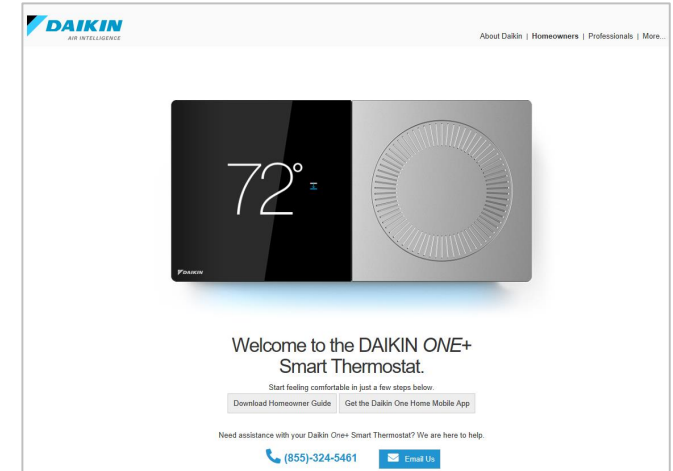 DAIKIN
AIR INTELLIGENCE
About Daikin | Homeowners | Professionals | More...
72°
DAIKIN
Welcome to the DAIKIN ONE+
Smart Thermostat.
Start feeling comfortable in just a few steps below.
Download Homeowner Guide Get the Daikin One Home Mobile App
Need assistance with your Daikin One+ Smart Thermostat? We are here to help.
(855)-324-5461 Email Us